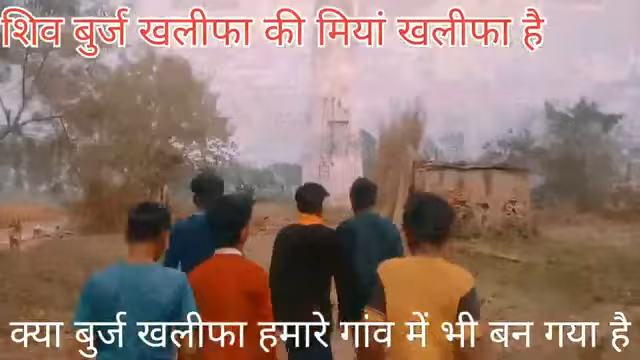 शिव बुर्ज खलीफा की मियां खलीफा है
क्या बुर्ज खलीफा हमारे गांव में भी बन गया है